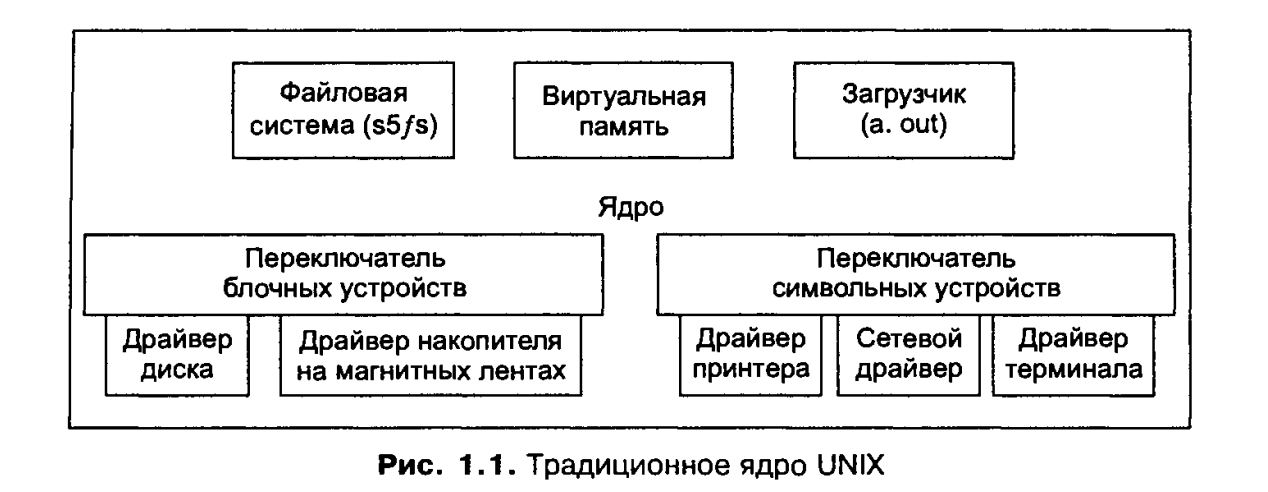 Файловая
система (s5fs)
Виртуальная
память
Загрузчик
(a. out)
Ядро
Переключатель
блочных устройств
Переключатель
символьных устройств
Драйвер
диска
Драйвер накопителя
на магнитных лентах
Драйвер
принтера
Сетевой
драйвер
Драйвер
терминала
Рис. 1.1. Традиционное ядро UNIX